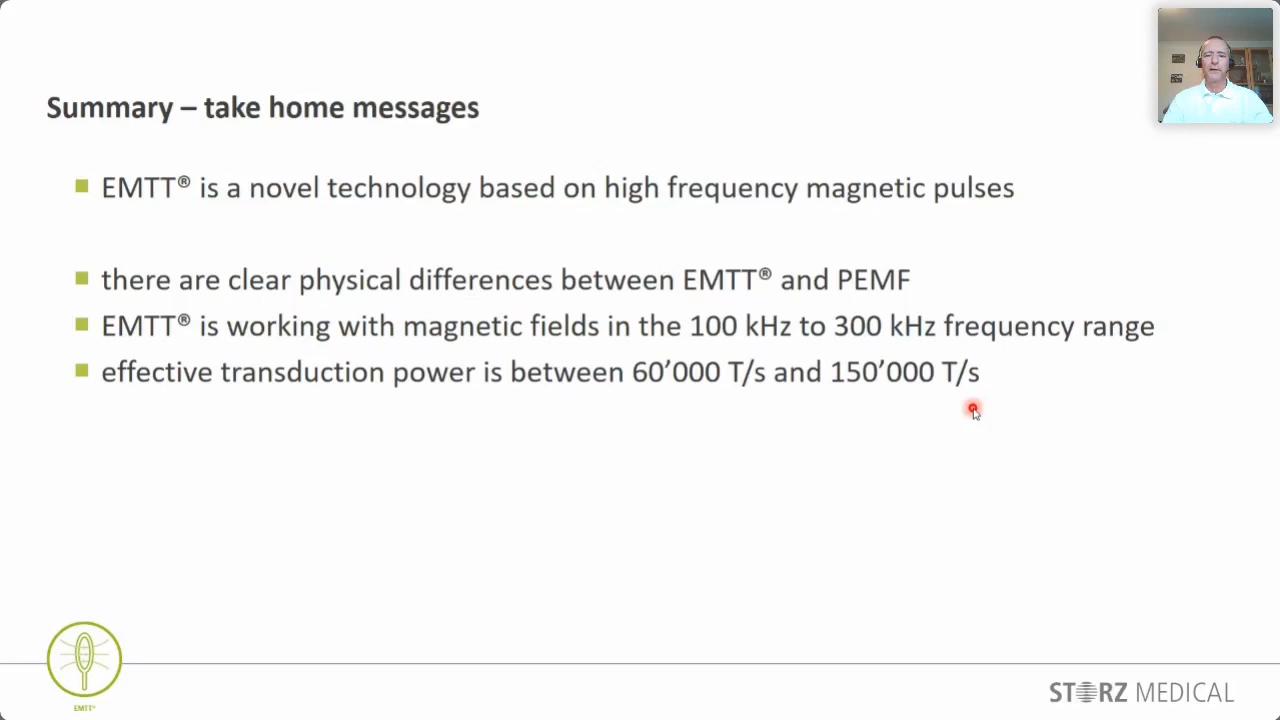 Summary – take home messages
EMTT® is a novel technology based on high frequency magnetic pulses
there are clear physical differences between EMTT® and PEMF
EMTT® is working with magnetic fields in the 100 kHz to 300 kHz frequency range
effective transduction power is between 60’000 T/s and 150’000 T/s
EMTT®
STORZ MEDICAL